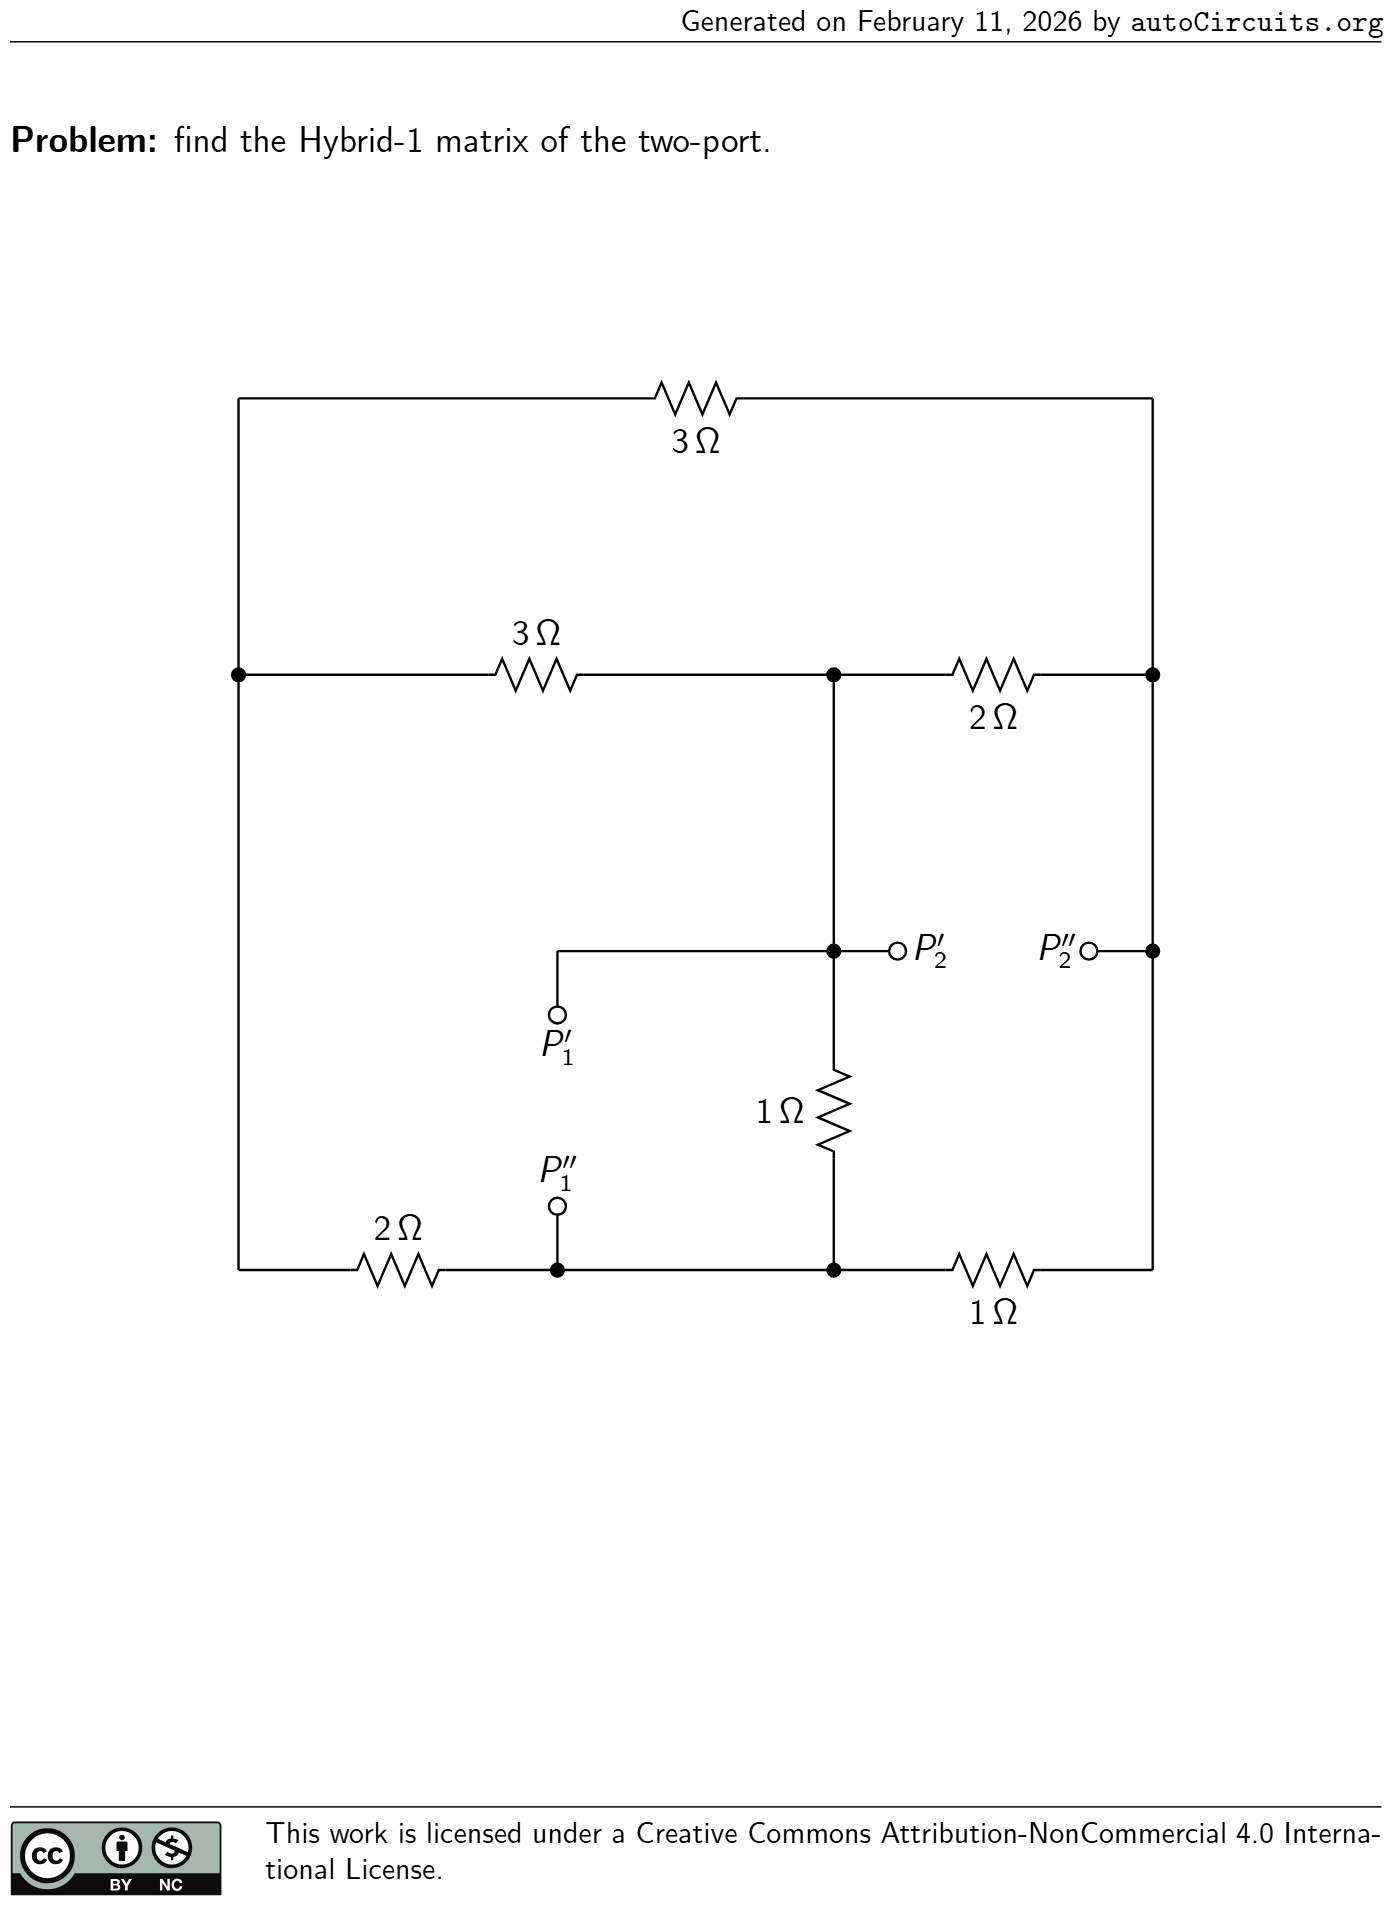 Generated on February 11, 2026 by autoCircuits.org
Problem: find the Hybrid-1 matrix of the two-port.
3 Ω
3 Ω
2 Ω
P′₂
P″₂
P′₁
1 Ω
P″₁
2 Ω
1 Ω
This work is licensed under a Creative Commons Attribution-NonCommercial 4.0 Interna-
tional License.
cc
BY NC